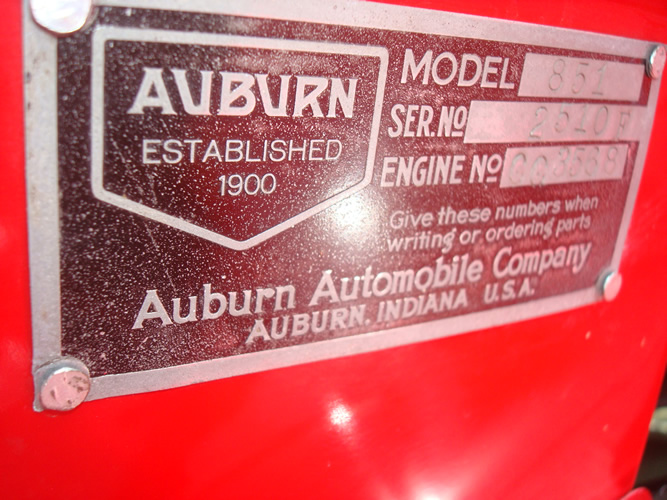 AUBURN
ESTABLISHED
1900
MODEL 851
SER.NO 2510
ENGINE NO
Give these numbers when
writing or ordering parts
Auburn Automobile Company
AUBURN, INDIANA U.S.A.